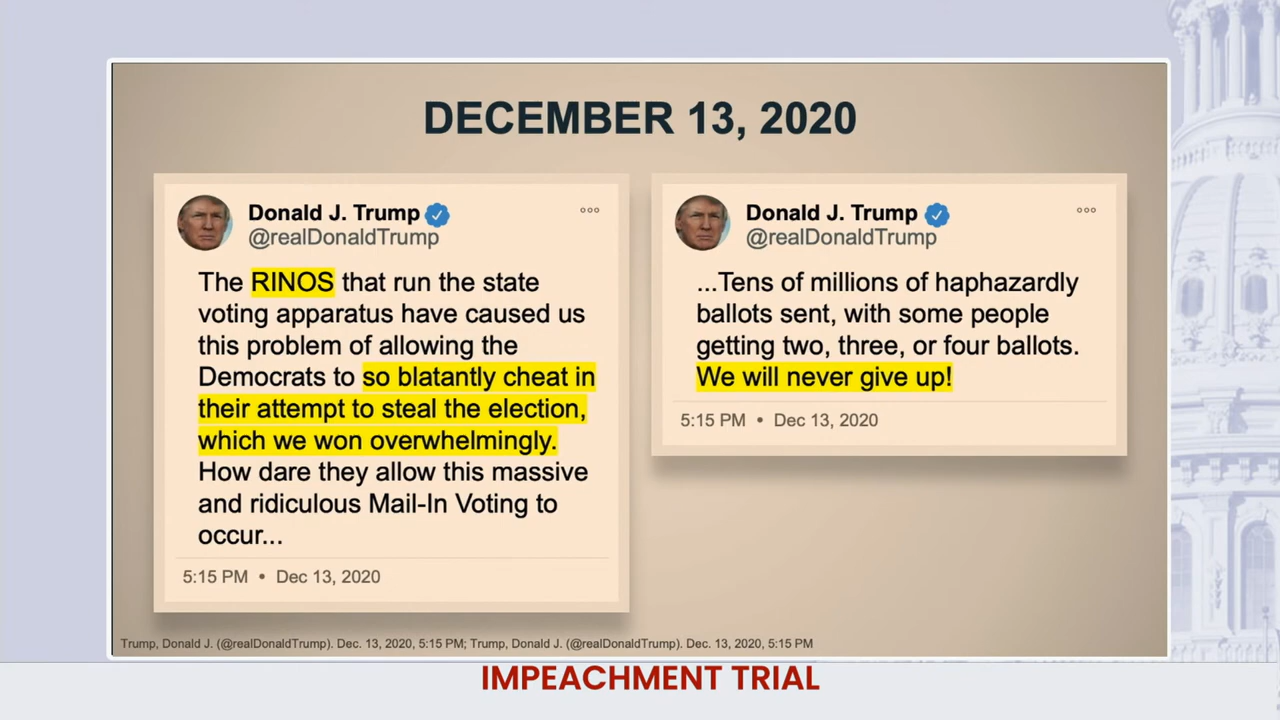 DECEMBER 13, 2020
Donald J. Trump
@realDonaldTrump
The RINOS that run the state
voting apparatus have caused us
this problem of allowing the
Democrats to so blatantly cheat in
their attempt to steal the election,
which we won overwhelmingly.
How dare they allow this massive
and ridiculous Mail-In Voting to
occur...
5:15 PM • Dec 13, 2020
Donald J. Trump
@realDonaldTrump
...Tens of millions of haphazardly
ballots sent, with some people
getting two, three, or four ballots.
We will never give up!
5:15 PM • Dec 13, 2020
Trump, Donald J. (@realDonaldTrump). Dec. 13, 2020, 5:15 PM; Trump, Donald J. (@realDonaldTrump). Dec. 13, 2020, 5:15 PM
IMPEACHMENT TRIAL